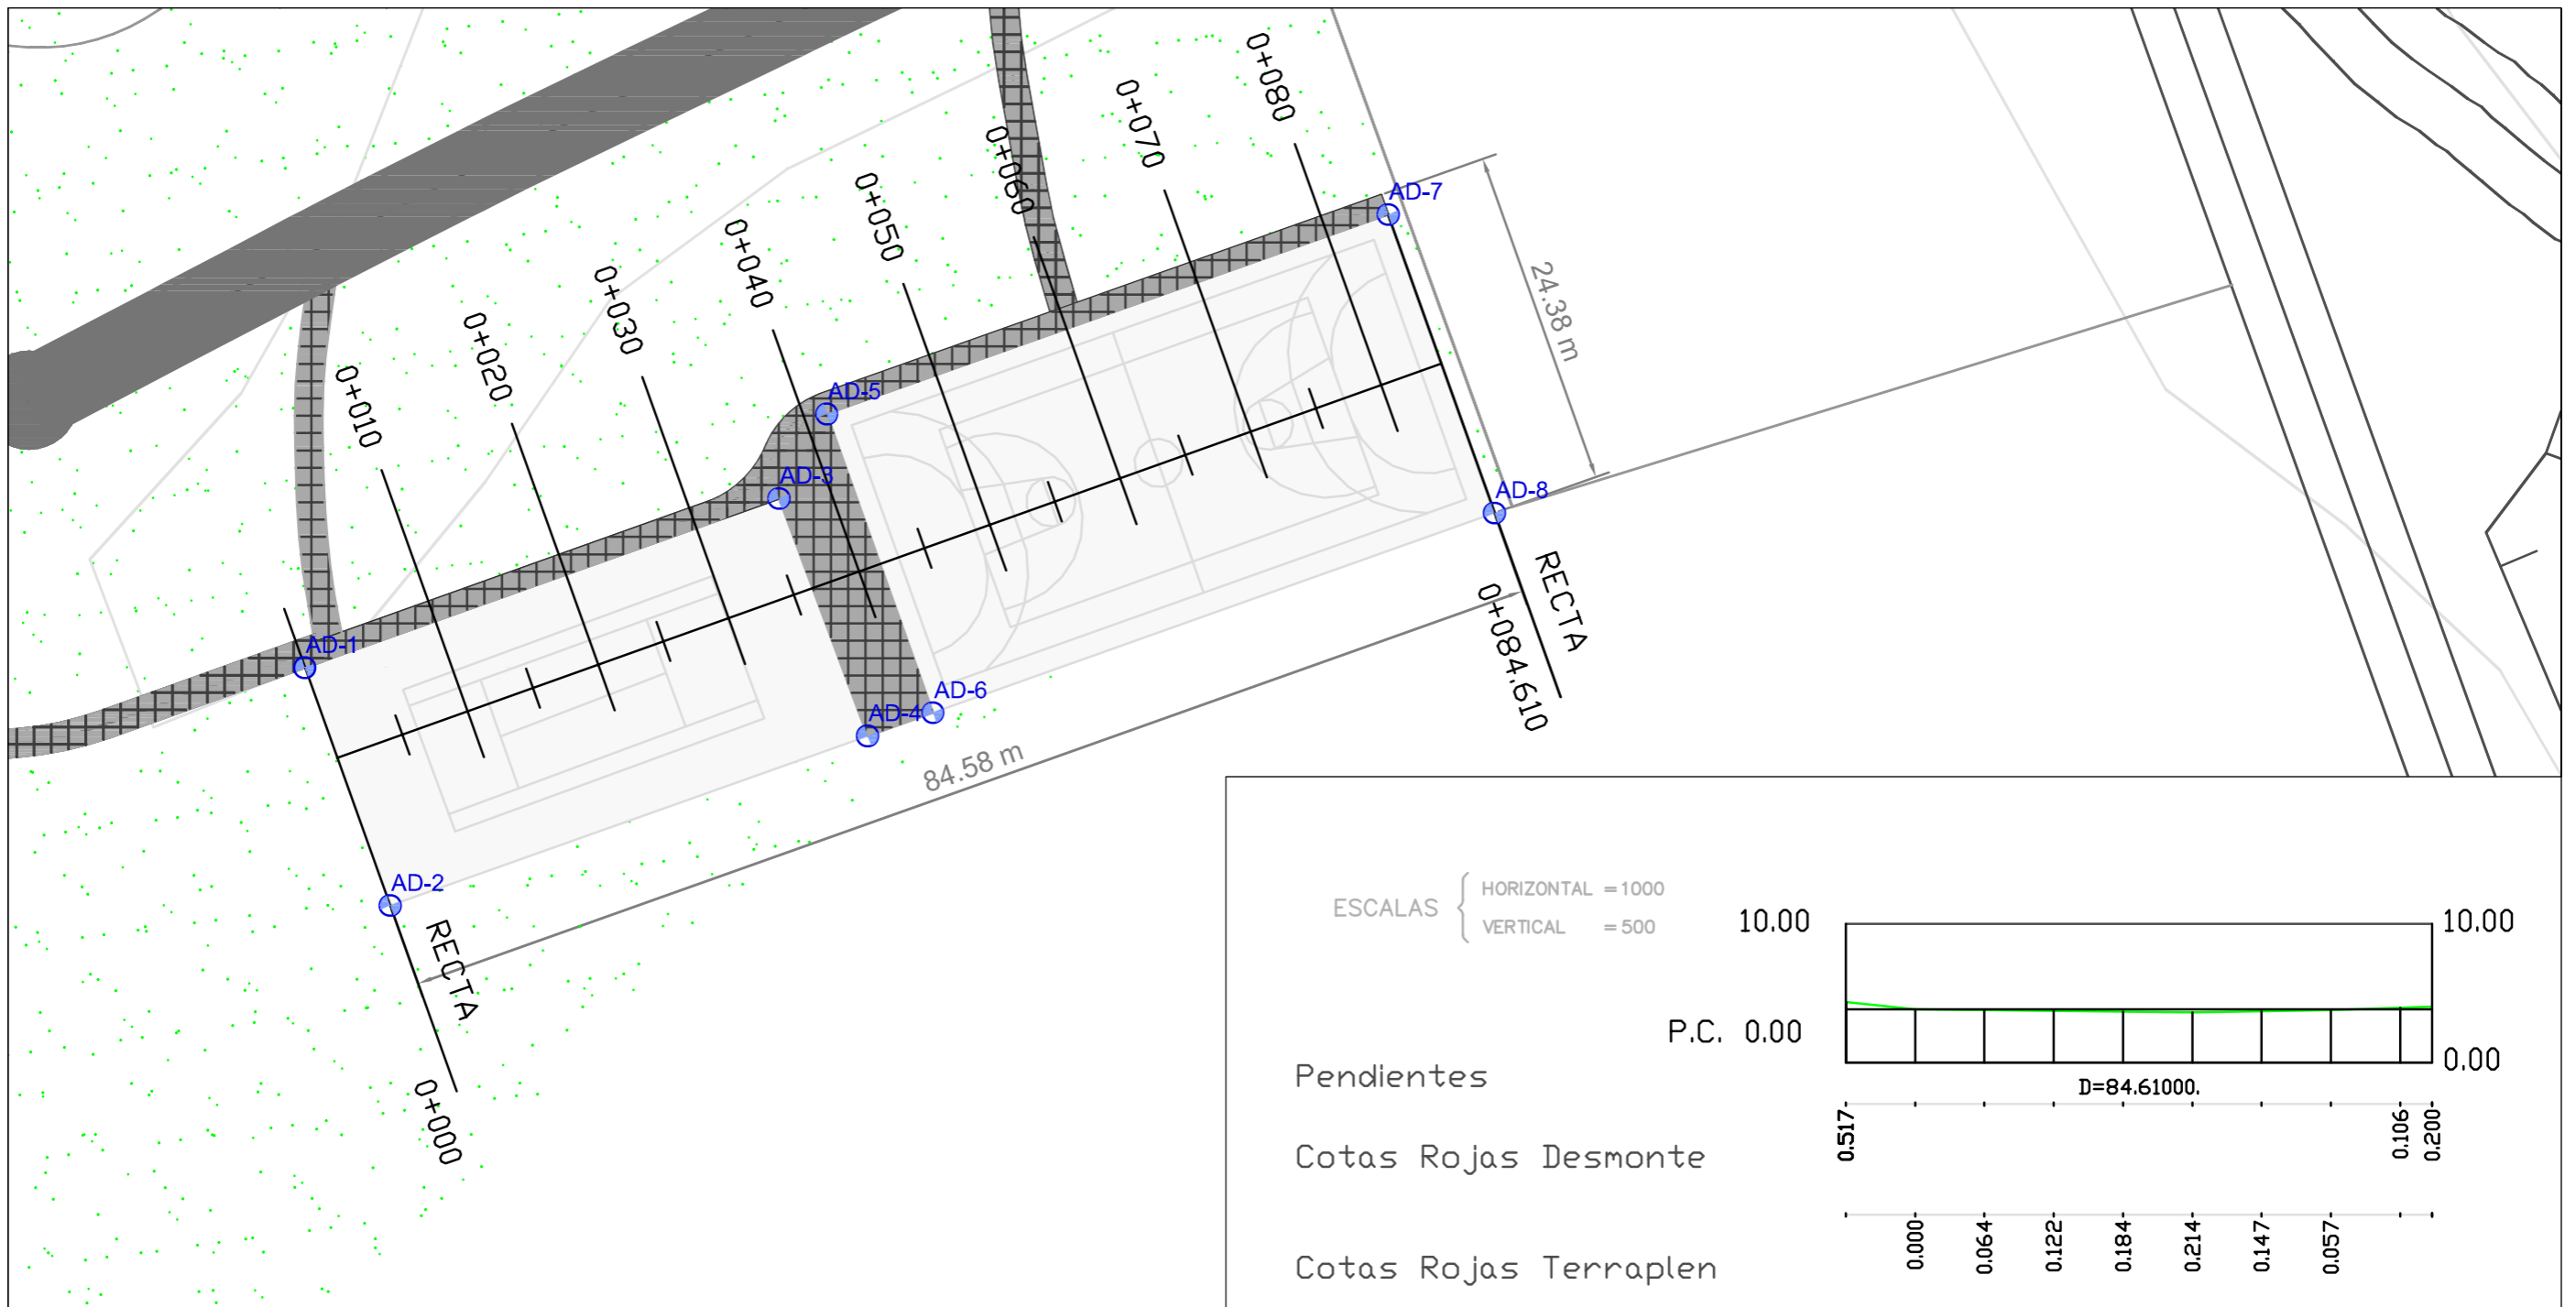 0+080
0+070
0+060
0+050
0+040
0+030
0+020
0+010
AD-7
24.38 m
AD-5
AD-3
AD-8
AD-1
AD-6
AD-4
AD-2
RECTA
0+084.610
84.58 m
RECTA
0+000
ESCALAS
HORIZONTAL =1000
VERTICAL =500
10.00
10.00
P.C. 0.00
0.00
D=84.61000.
Pendientes
Cotas Rojas Desmonte
0.517
0.106
0.200
Cotas Rojas Terraplen
0.000
0.064
0.122
0.184
0.214
0.147
0.057